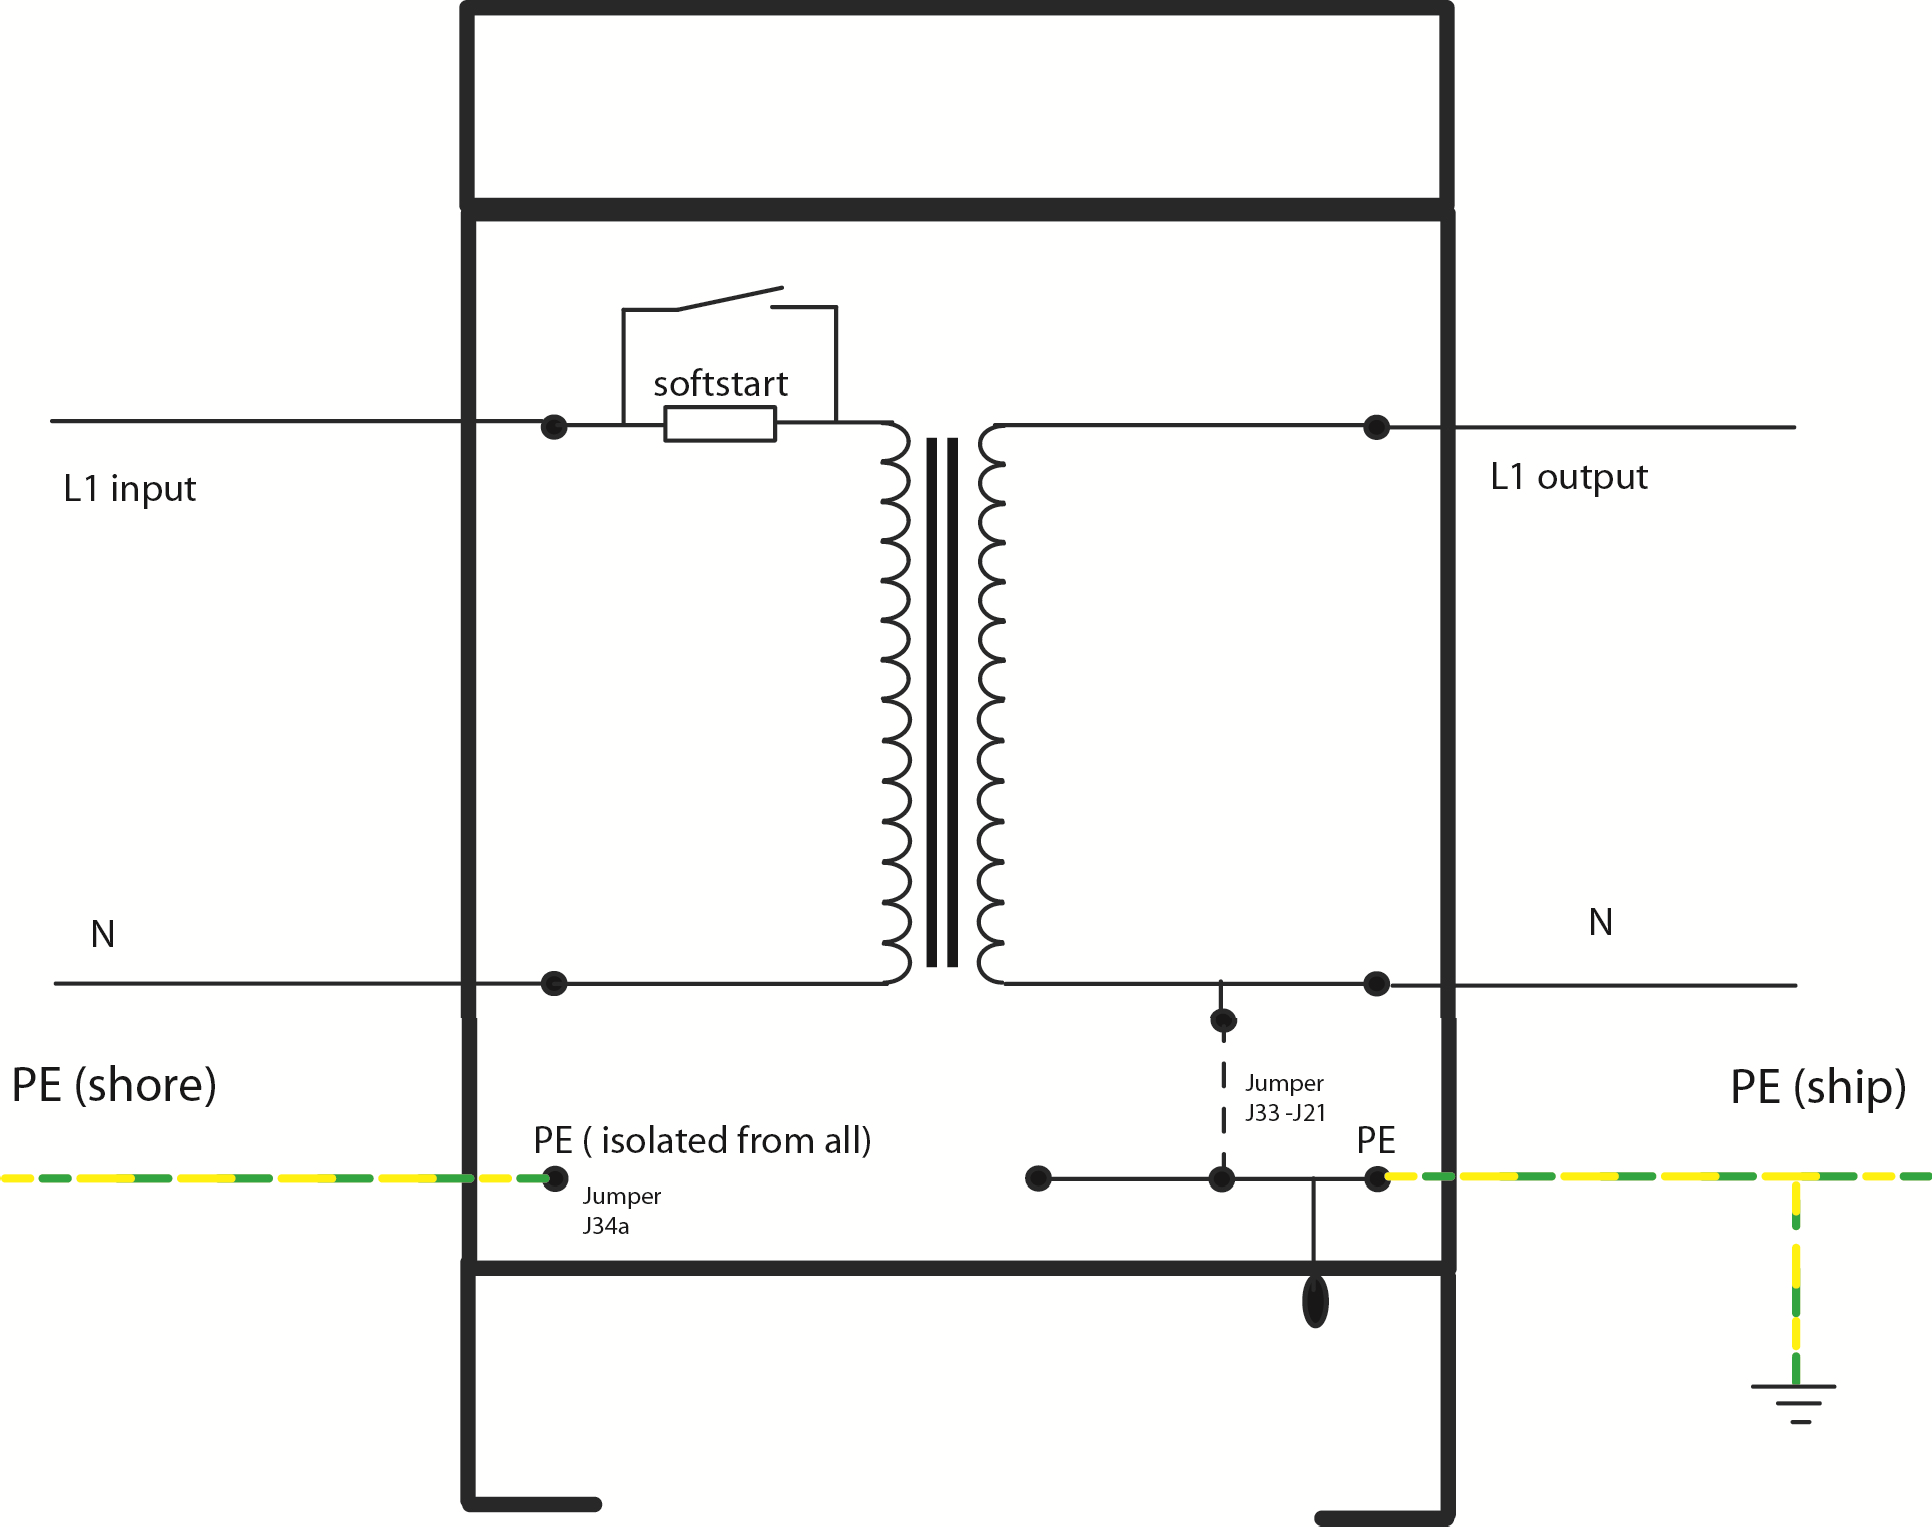 softstart
L1 input
L1 output
N
N
PE (shore)
PE (ship)
Jumper
J33 -J21
PE ( isolated from all)
PE
Jumper
J34a